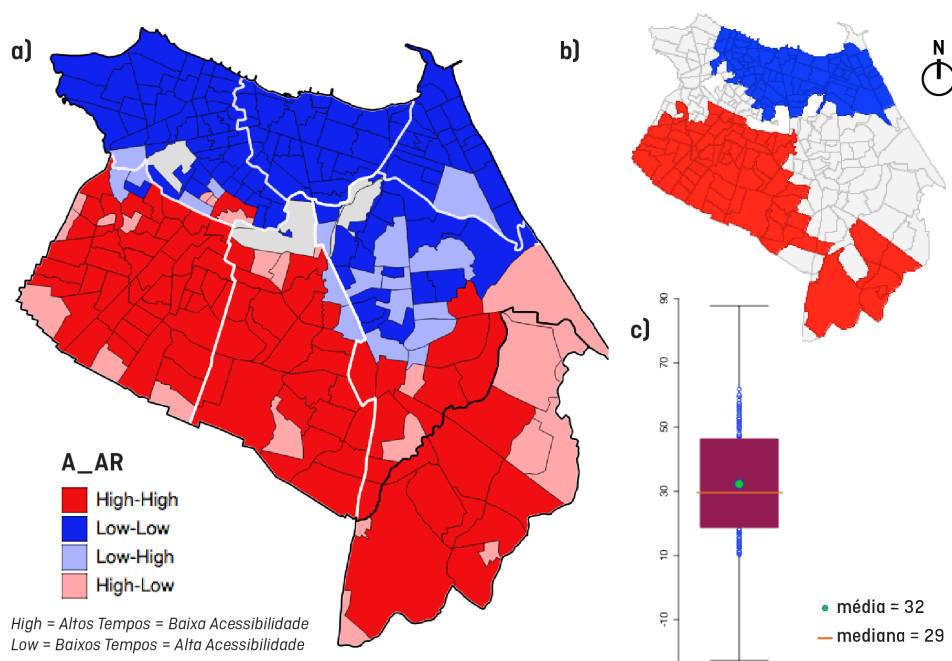 a)
b)
N
A_AR
High-High
Low-Low
Low-High
High-Low
High = Altos Tempos = Baixa Acessibilidade
Low = Baixos Tempos = Alta Acessibilidade
c)
90
70
50
30
10
-10
média = 32
mediana = 29